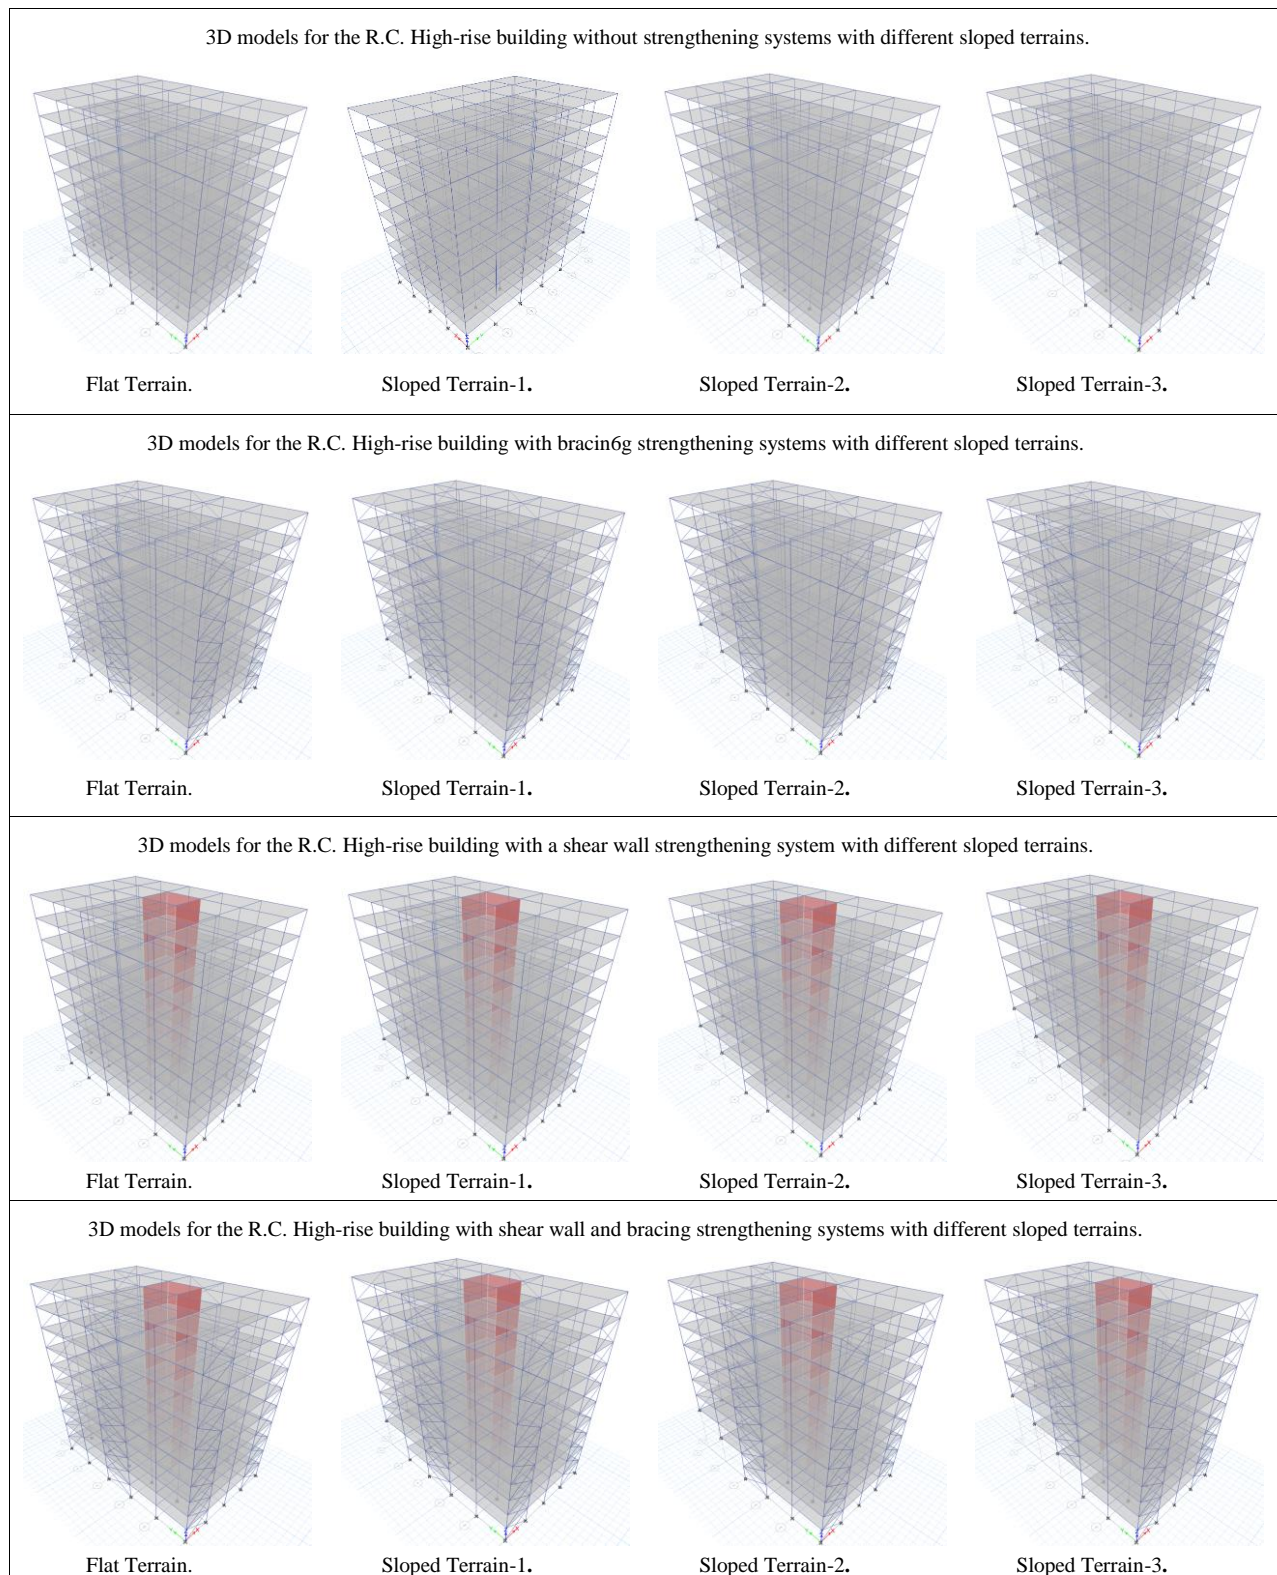 3D models for the R.C. High-rise building without strengthening systems with different sloped terrains.
Flat Terrain. Sloped Terrain-1. Sloped Terrain-2. Sloped Terrain-3.
3D models for the R.C. High-rise building with bracin6g strengthening systems with different sloped terrains.
Flat Terrain. Sloped Terrain-1. Sloped Terrain-2. Sloped Terrain-3.
3D models for the R.C. High-rise building with a shear wall strengthening system with different sloped terrains.
Flat Terrain. Sloped Terrain-1. Sloped Terrain-2. Sloped Terrain-3.
3D models for the R.C. High-rise building with shear wall and bracing strengthening systems with different sloped terrains.
Flat Terrain. Sloped Terrain-1. Sloped Terrain-2. Sloped Terrain-3.